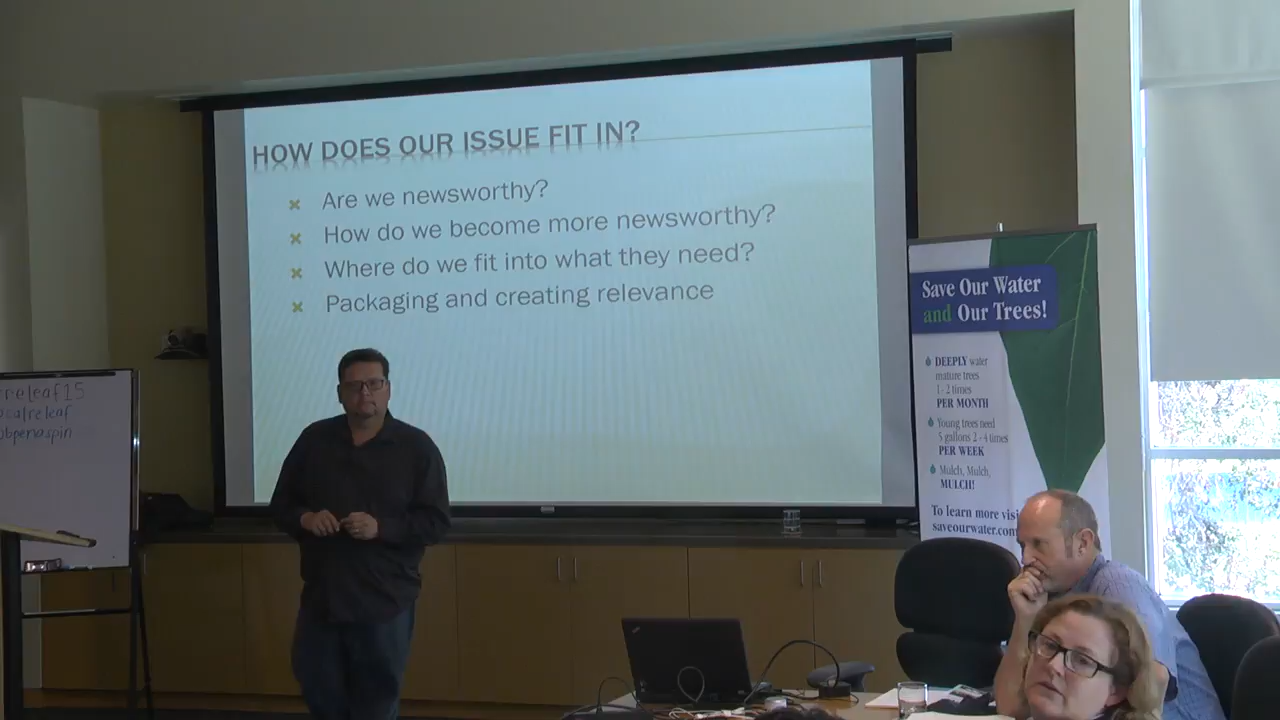 HOW DOES OUR ISSUE FIT IN?
Are we newsworthy?
How do we become more newsworthy?
Where do we fit into what they need?
Packaging and creating relevance
releaf15
calreleaf
Save Our Water
and Our Trees!
DEEPLY water
mature trees
1 - 2 times
PER MONTH
Young trees need
5 gallons 2 - 4 times
PER WEEK
Mulch, Mulch,
MULCH!
To learn more
saveourwater.com